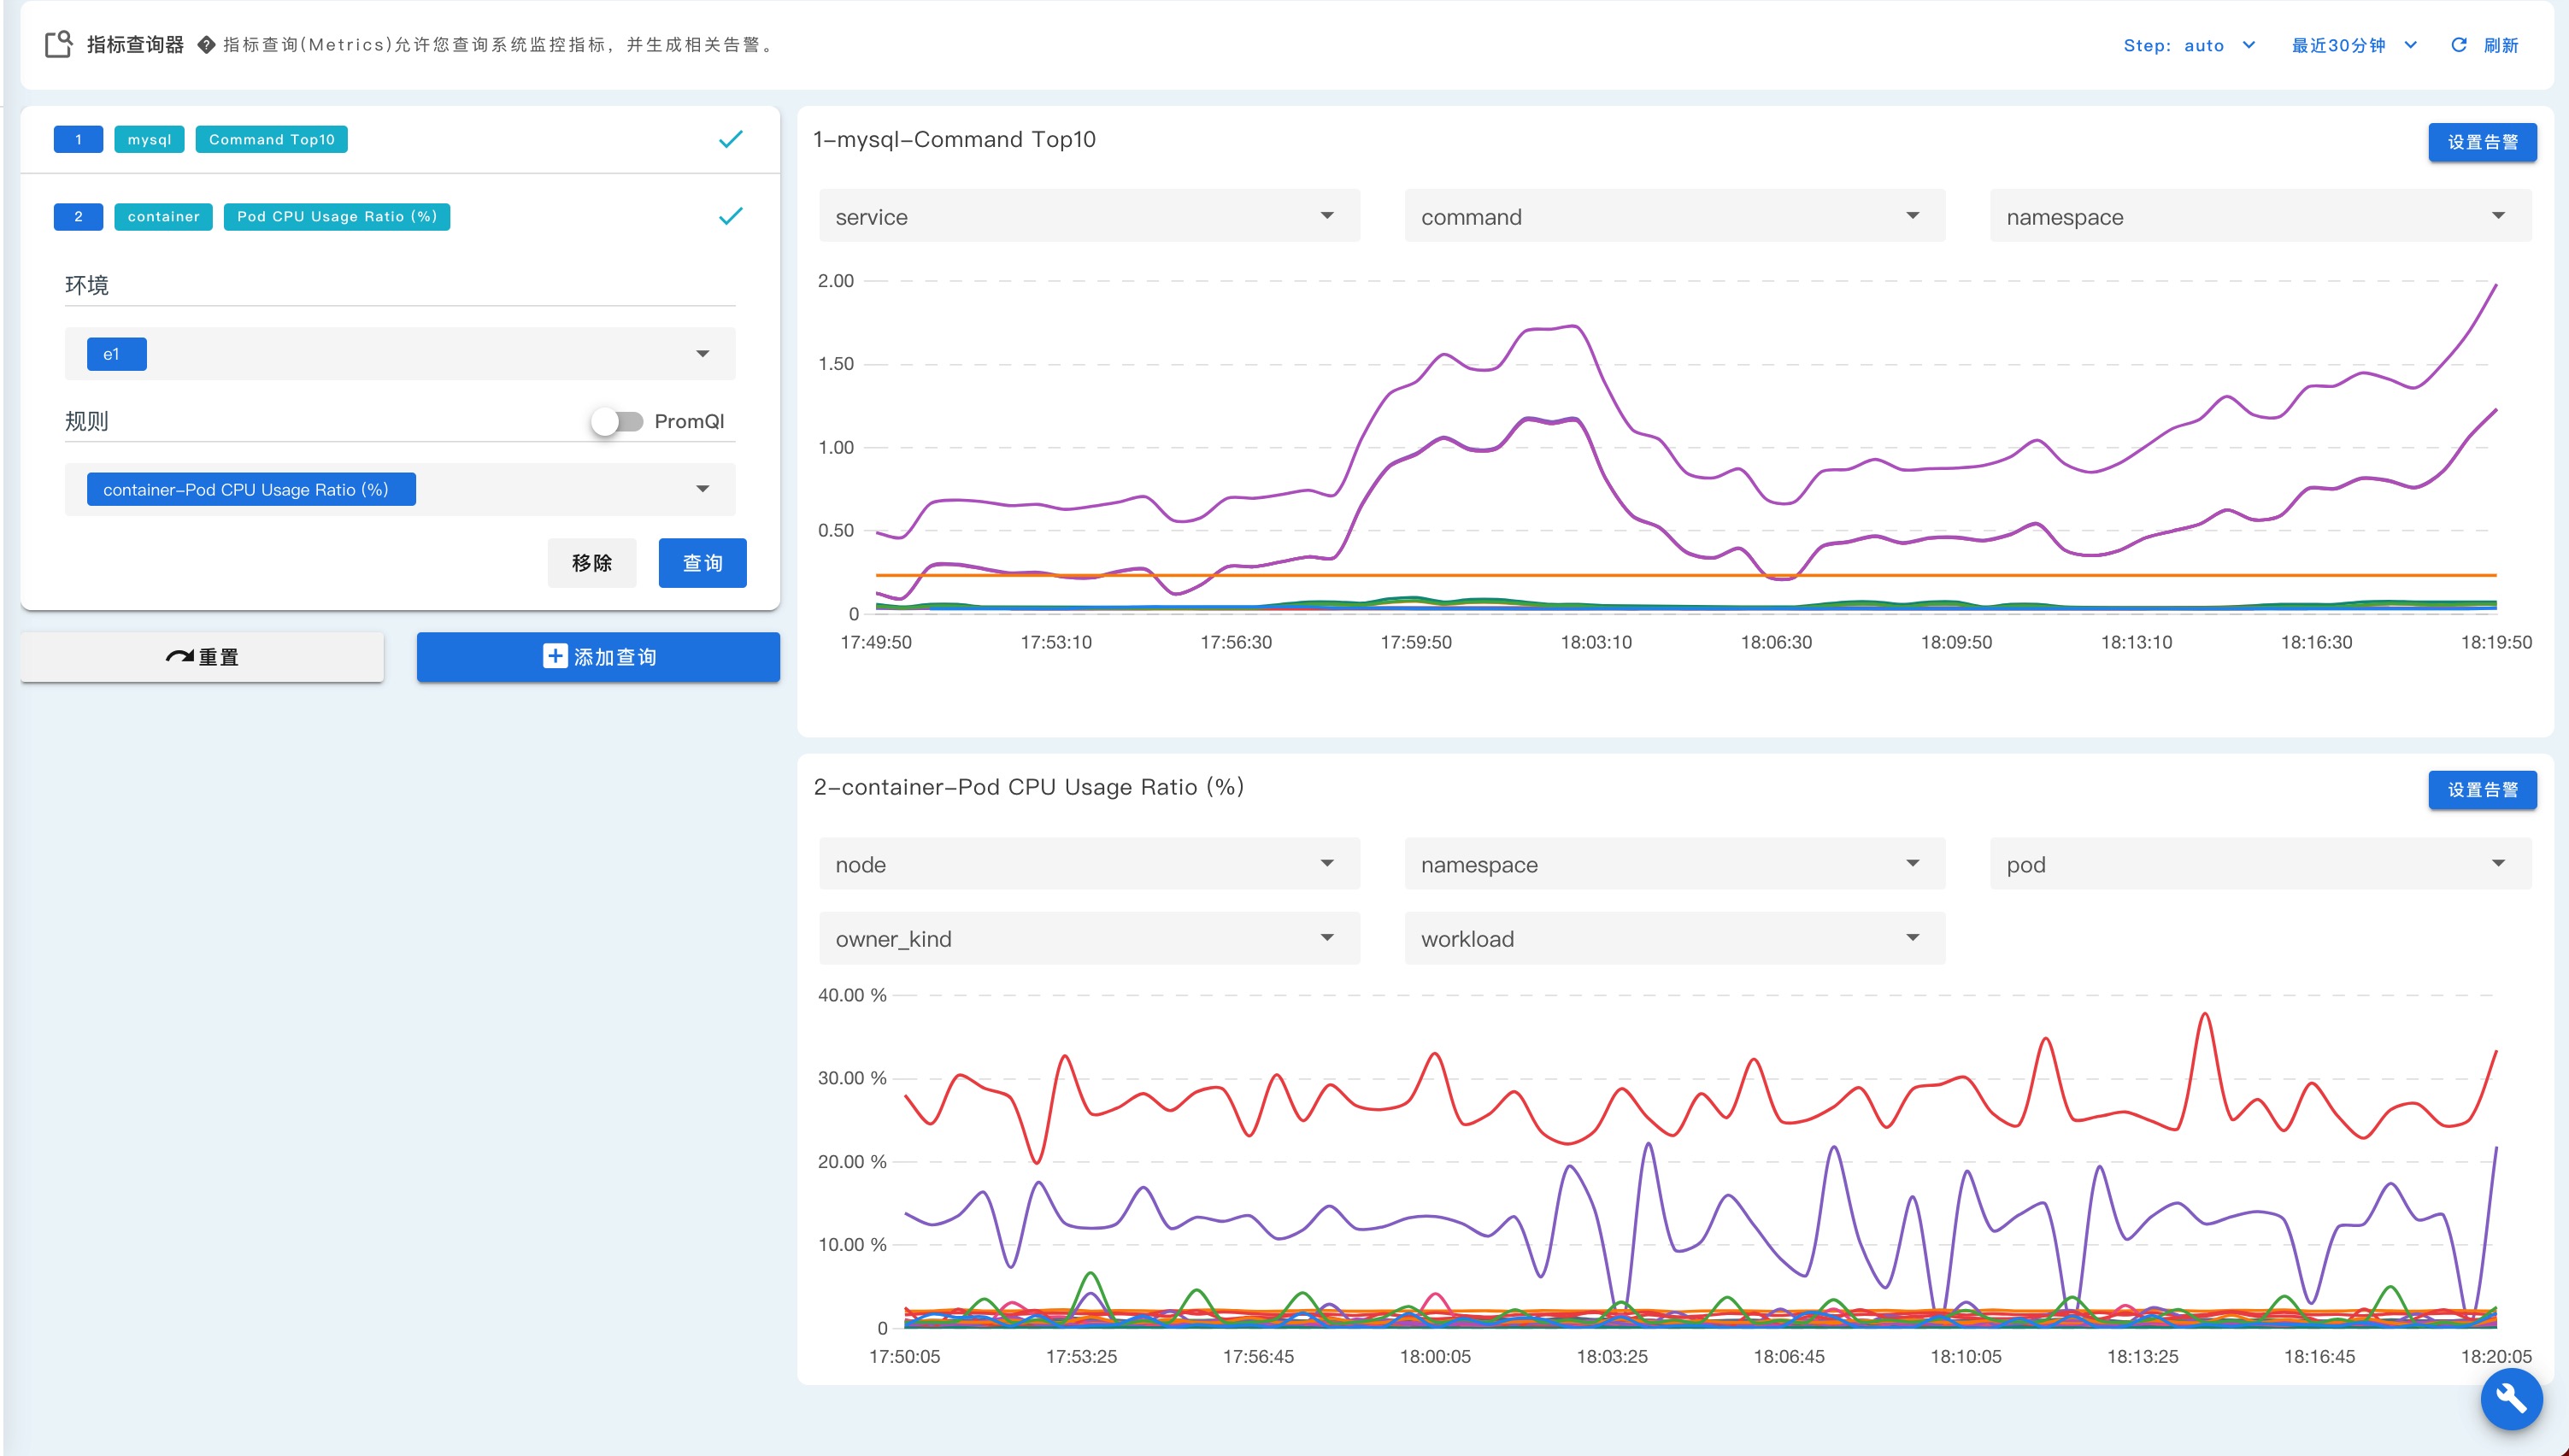 指标查询器 指标查询(Metrics)允许您查询系统监控指标，并生成相关告警。
Step: auto 最近30分钟 刷新
1 mysql Command Top10
2 container Pod CPU Usage Ratio (%)
环境
e1
规则 PromQl
container-Pod CPU Usage Ratio (%)
移除 查询
重置 添加查询
1-mysql-Command Top10 设置告警
service command namespace
2.00
1.50
1.00
0.50
0
17:49:50 17:53:10 17:56:30 17:59:50 18:03:10 18:06:30 18:09:50 18:13:10 18:16:30 18:19:50
2-container-Pod CPU Usage Ratio (%) 设置告警
node namespace pod
owner_kind workload
40.00 %
30.00 %
20.00 %
10.00 %
0
17:50:05 17:53:25 17:56:45 18:00:05 18:03:25 18:06:45 18:10:05 18:13:25 18:16:45 18:20:05